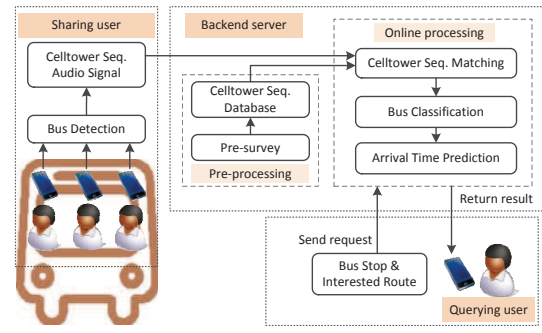 Sharing user
Celltower Seq.
Audio Signal
Bus Detection
Backend server
Celltower Seq.
Database
Pre-survey
Pre-processing
Online processing
Celltower Seq. Matching
Bus Classification
Arrival Time Prediction
Return result
Send request
Bus Stop &
Interested Route
Querying user